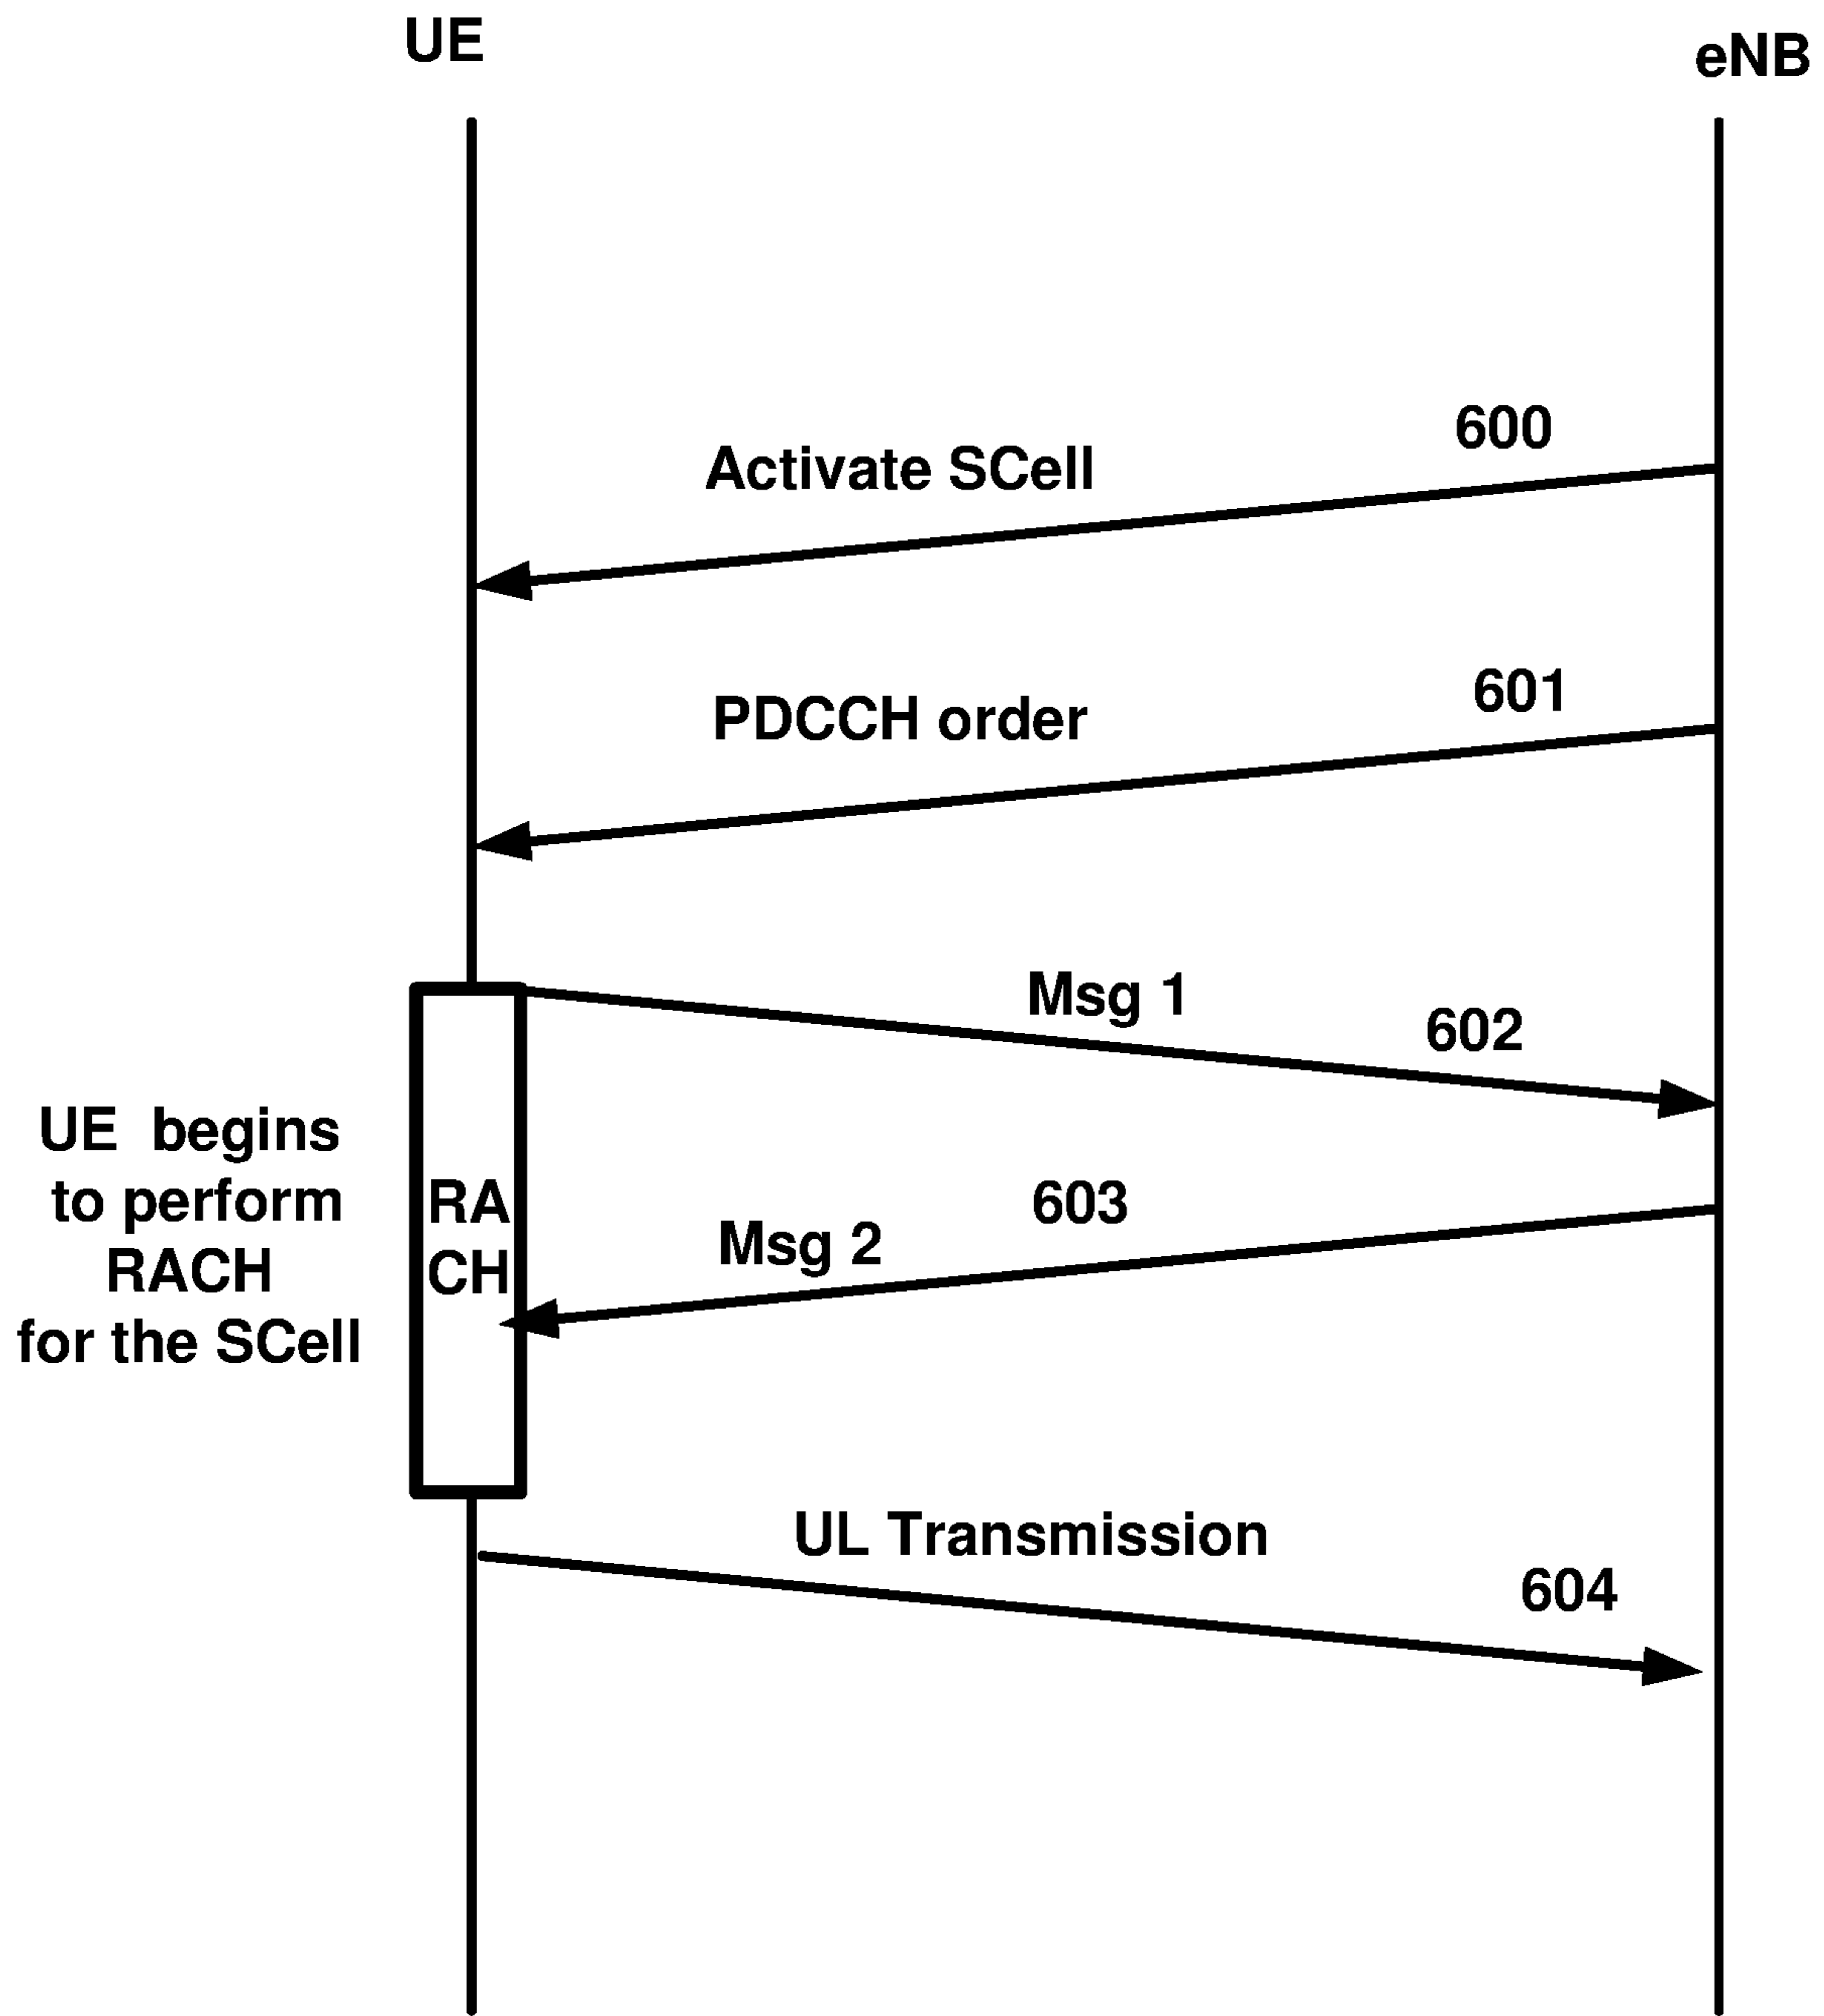 UE
eNB
600
Activate SCell
601
PDCCH order
Msg 1
602
UE begins
to perform
RACH
for the SCell
RA
CH
603
Msg 2
UL Transmission
604